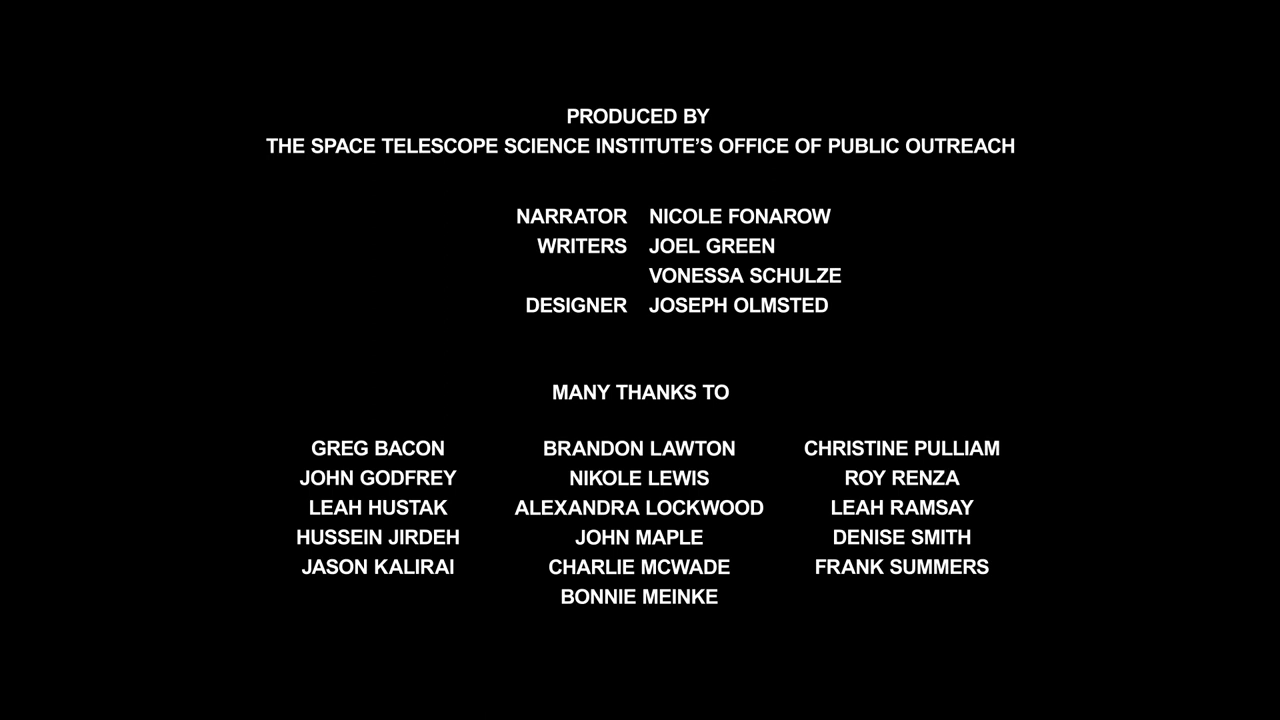 PRODUCED BY
THE SPACE TELESCOPE SCIENCE INSTITUTE’S OFFICE OF PUBLIC OUTREACH
NARRATOR NICOLE FONAROW
WRITERS JOEL GREEN
VONESSA SCHULZE
DESIGNER JOSEPH OLMSTED
MANY THANKS TO
GREG BACON BRANDON LAWTON CHRISTINE PULLIAM
JOHN GODFREY NIKOLE LEWIS ROY RENZA
LEAH HUSTAK ALEXANDRA LOCKWOOD LEAH RAMSAY
HUSSEIN JIRDEH JOHN MAPLE DENISE SMITH
JASON KALIRAI CHARLIE MCWADE FRANK SUMMERS
BONNIE MEINKE